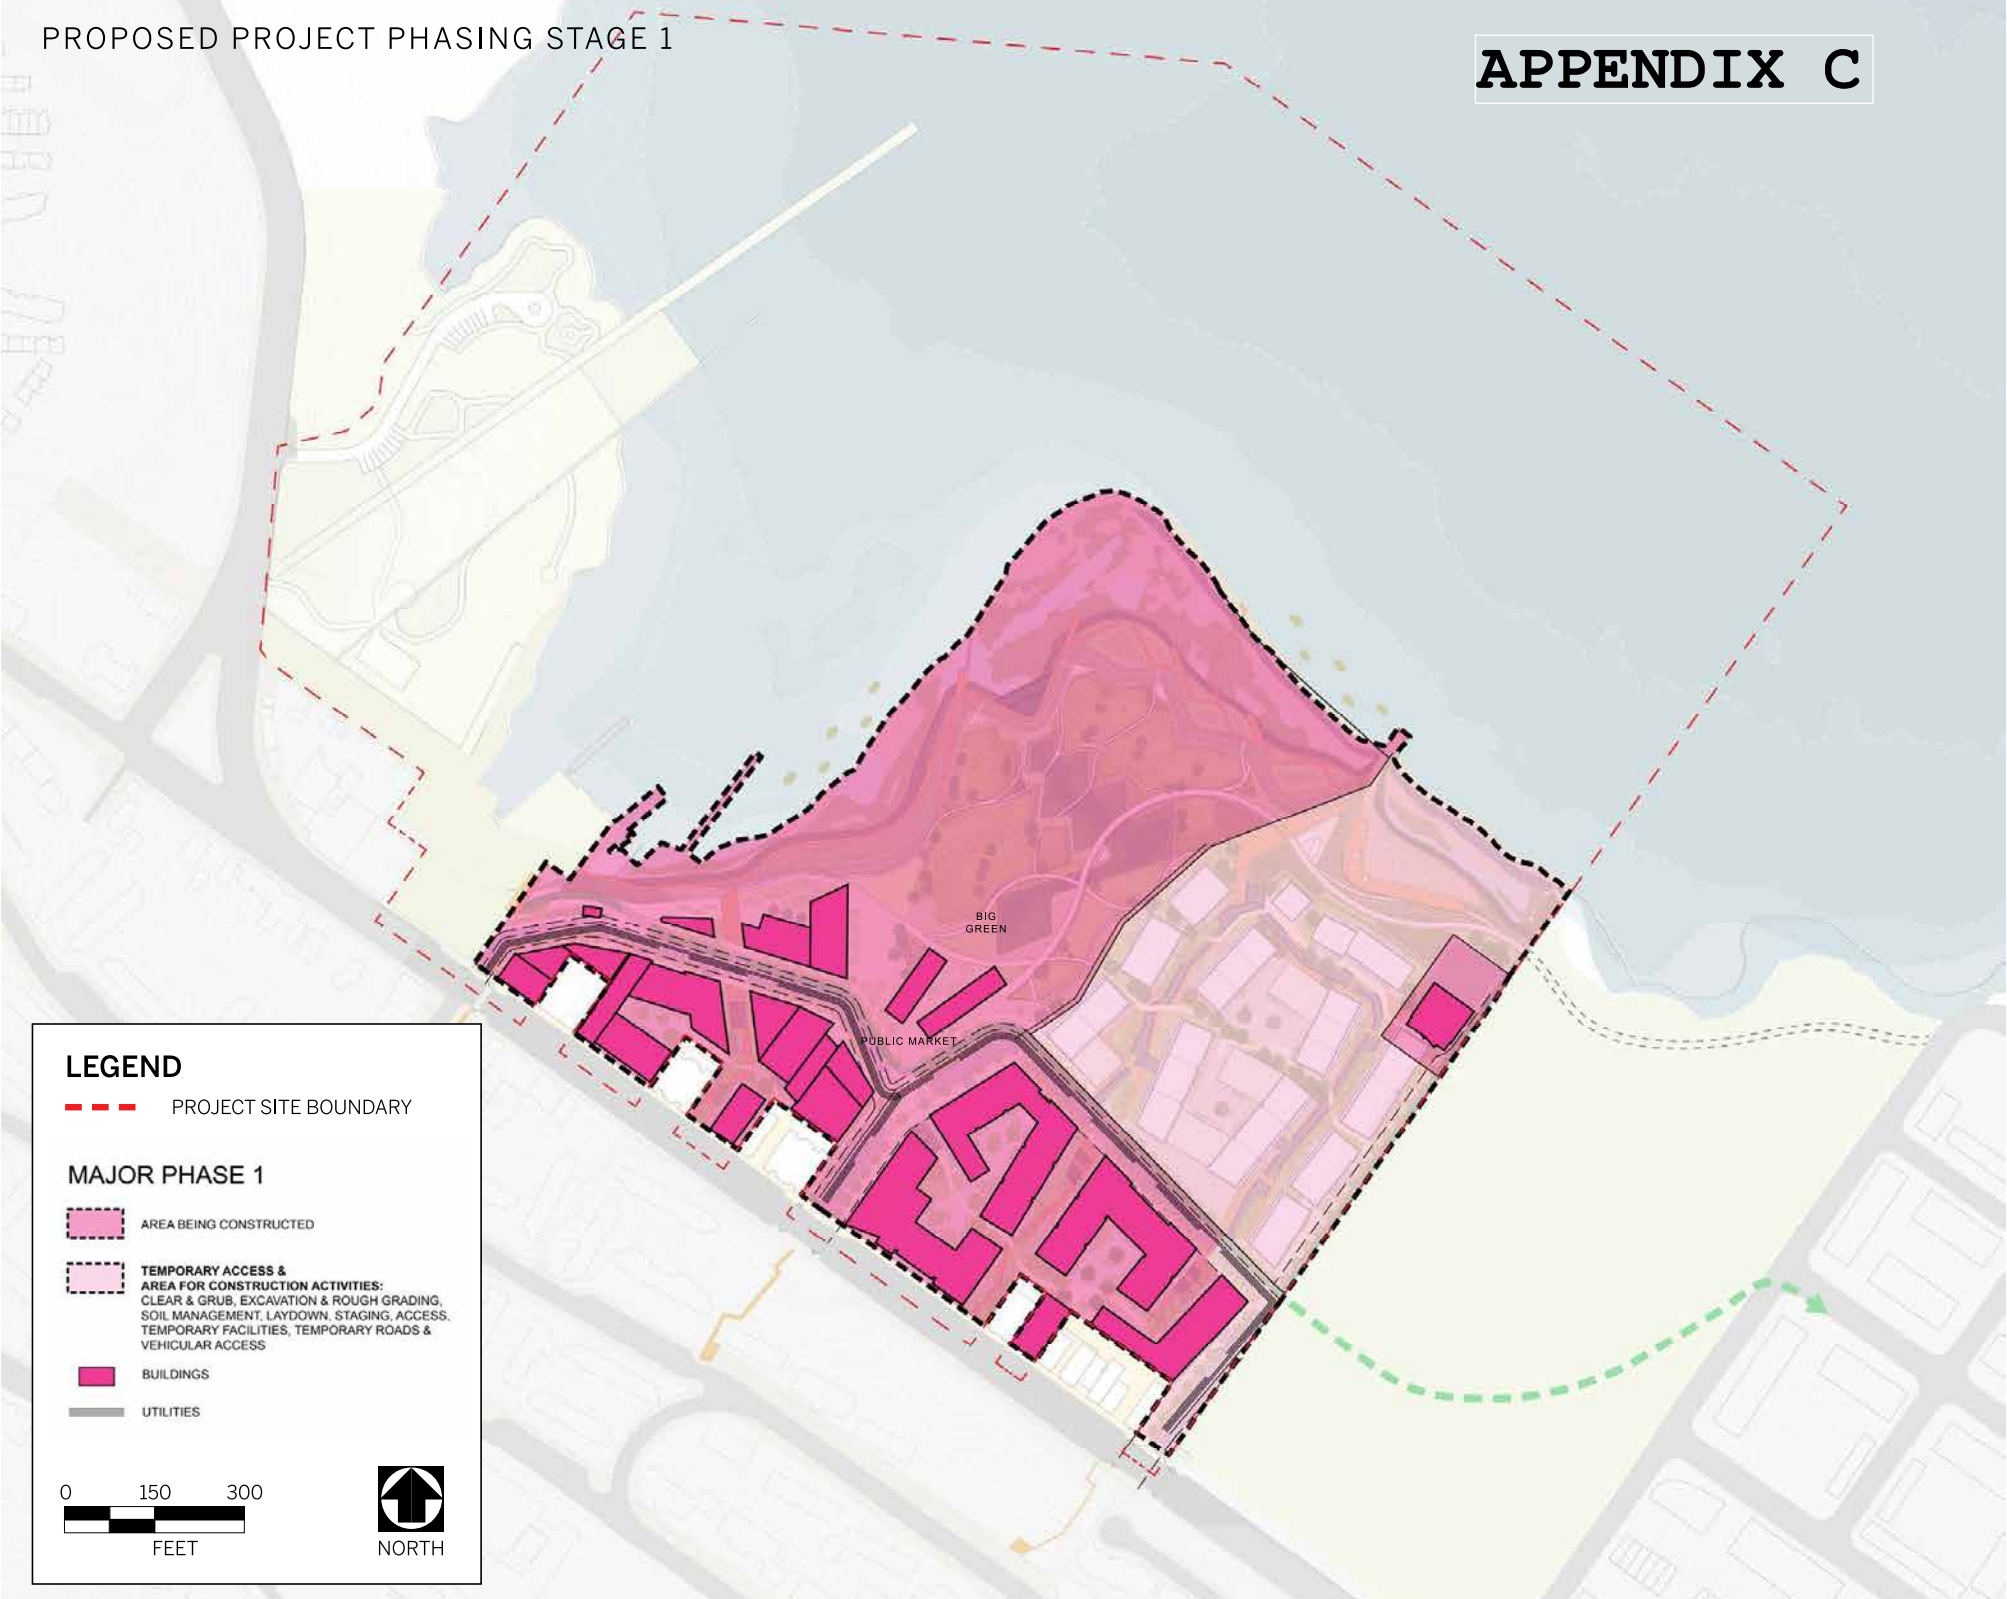 PROPOSED PROJECT PHASING STAGE 1
APPENDIX C
BIG
GREEN
PUBLIC MARKET
LEGEND
PROJECT SITE BOUNDARY
MAJOR PHASE 1
AREA BEING CONSTRUCTED
TEMPORARY ACCESS &
AREA FOR CONSTRUCTION ACTIVITIES:
CLEAR & GRUB, EXCAVATION & ROUGH GRADING,
SOIL MANAGEMENT, LAYDOWN, STAGING, ACCESS,
TEMPORARY FACILITIES, TEMPORARY ROADS &
VEHICULAR ACCESS
BUILDINGS
UTILITIES
0 150 300
FEET
NORTH